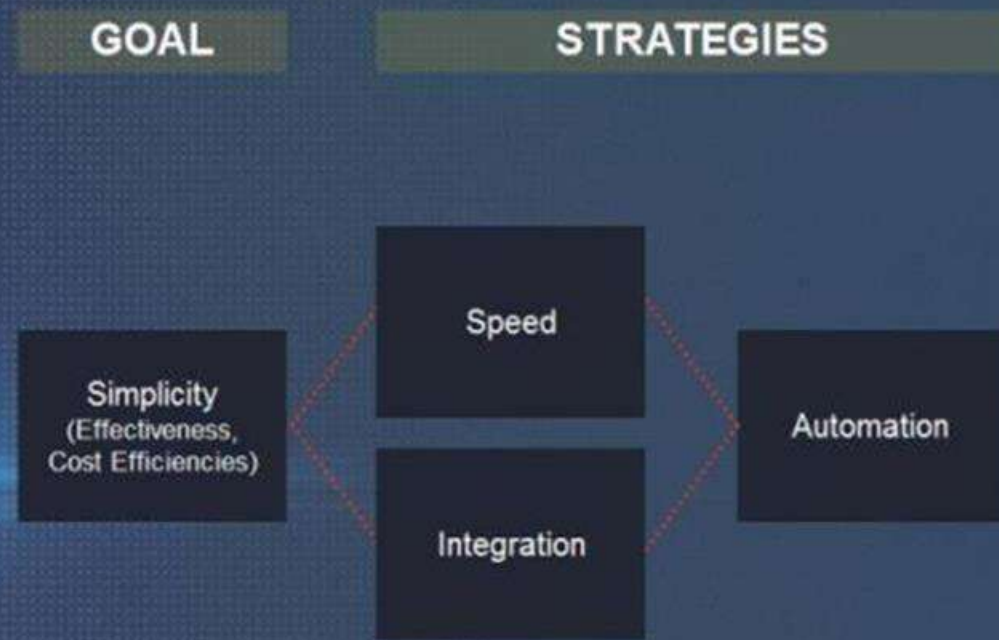 GOAL
STRATEGIES
Speed
Simplicity
(Effectiveness,
Cost Efficiencies)
Automation
Integration